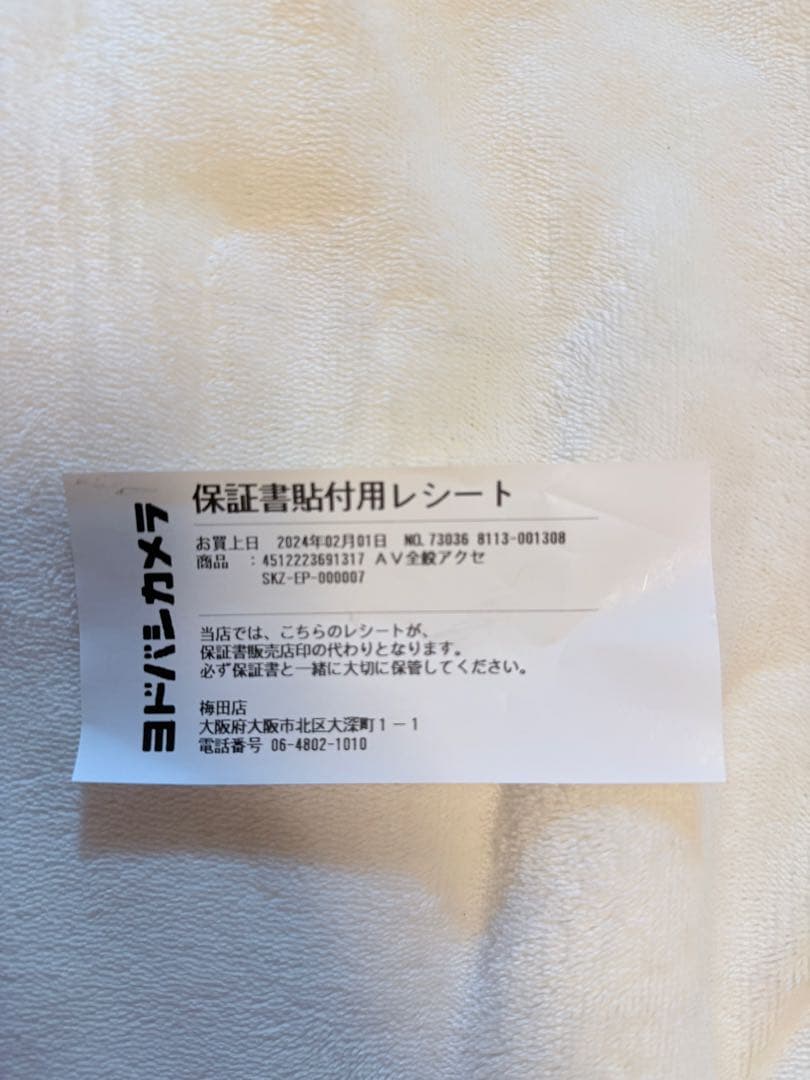 ヨドバシカメラ
保証書貼付用レシート
お買上日 2024年02月01日 NO.73036 8113-001308
商品 :4512223691317 AV全般アクセ
SKZ-EP-000007
当店では、こちらのレシートが、
保証書販売店印の代わりとなります。
必ず保証書と一緒に大切に保管してください。
梅田店
大阪府大阪市北区大深町1-1
電話番号 06-4802-1010